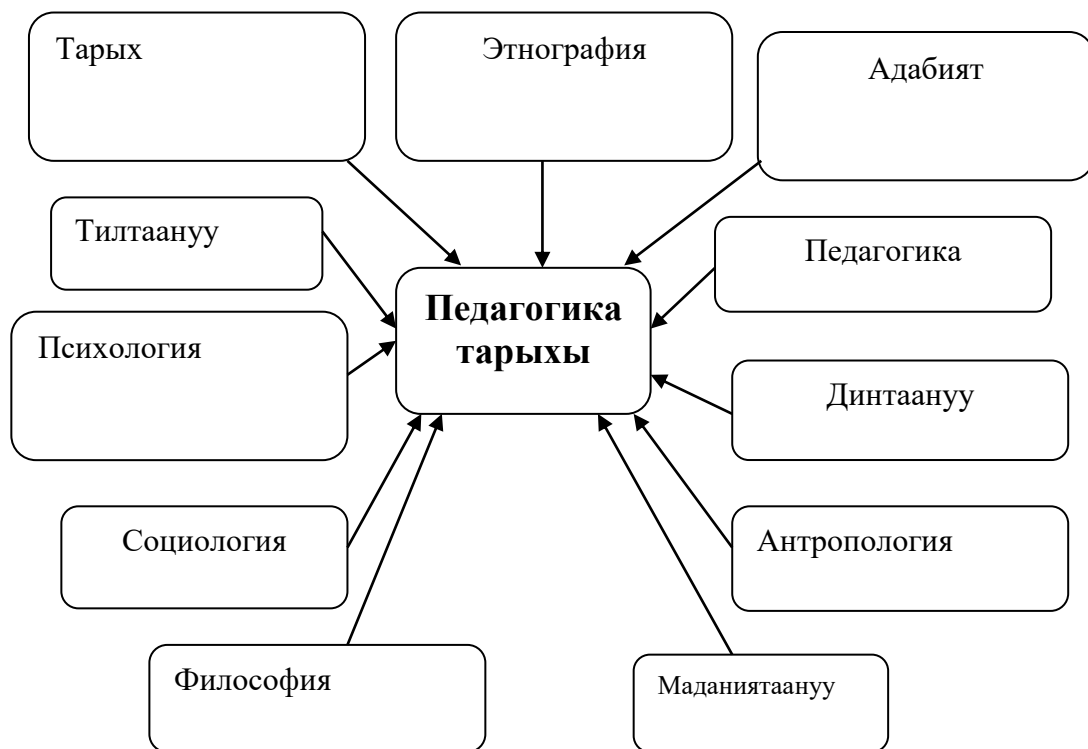 Тарых
Этнография
Адабият
Тилтаануу
Педагогика
Педагогика
тарыхы
Психология
Динтаануу
Социология
Антропология
Философия
Маданиятаануу